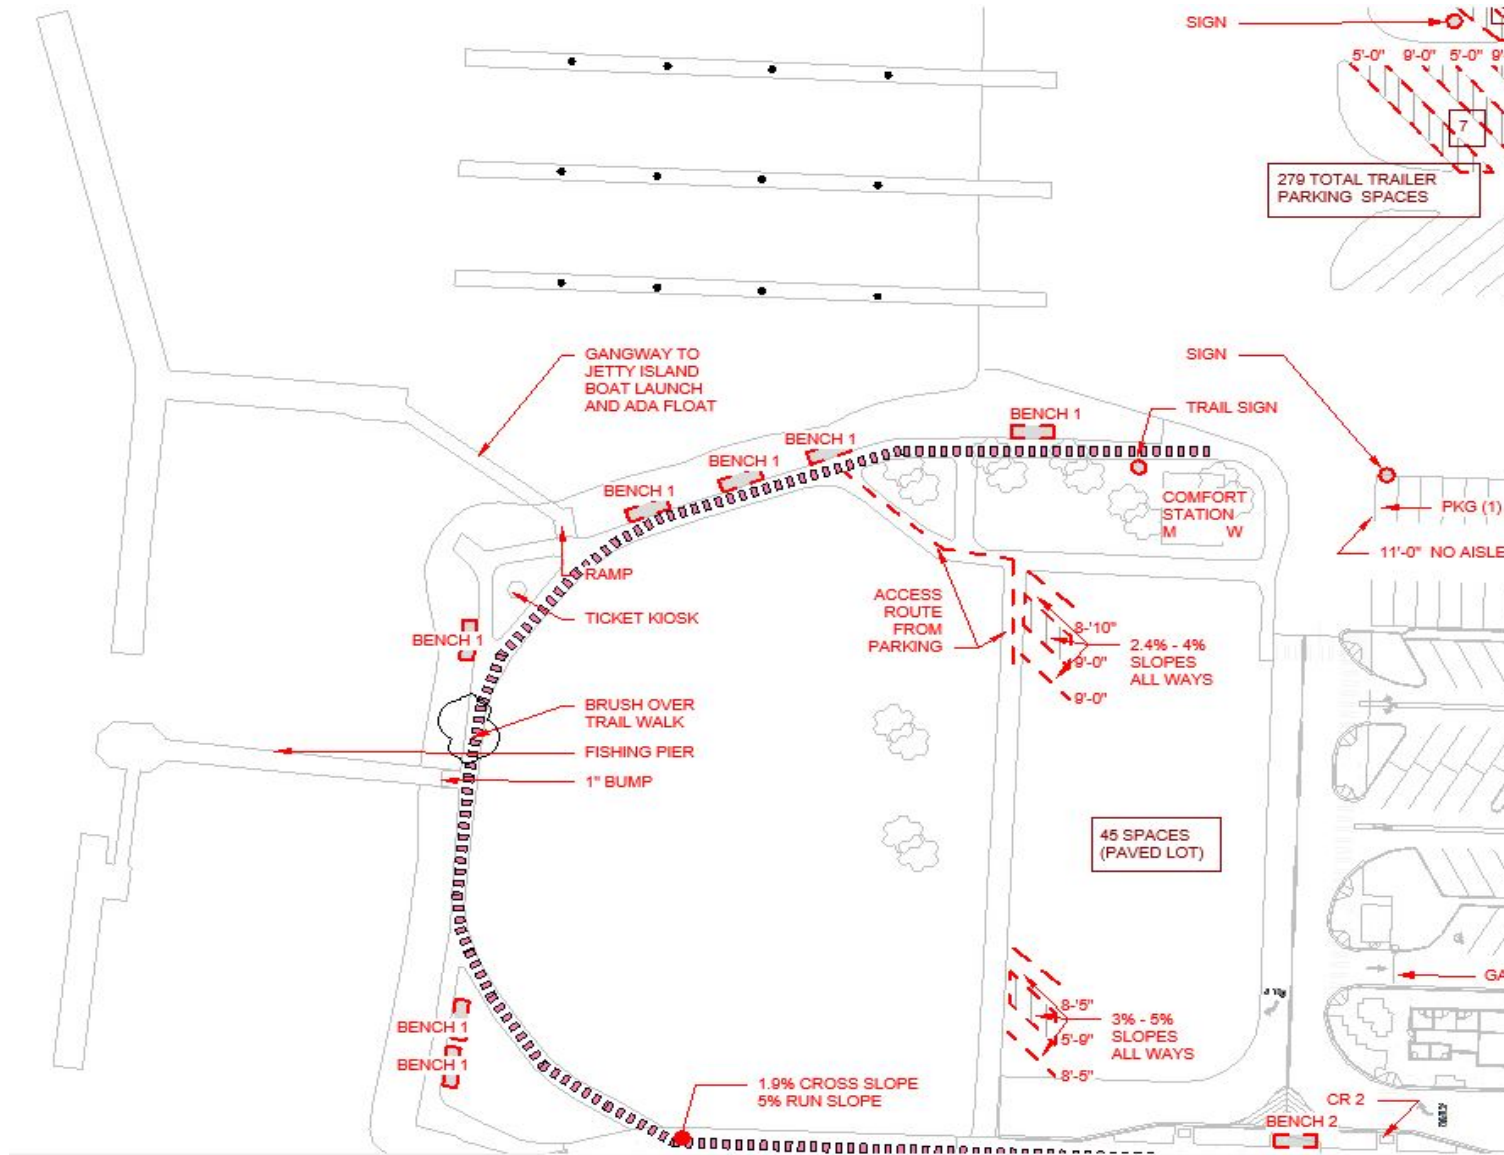 SIGN
5'-0" 9'-0" 5'-0" 9'
7
279 TOTAL TRAILER
PARKING SPACES
GANGWAY TO
JETTY ISLAND
BOAT LAUNCH
AND ADA FLOAT
SIGN
TRAIL SIGN
BENCH 1
BENCH 1
BENCH 1
BENCH 1
COMFORT
STATION
M W
PKG (1)
11'-0" NO AISLE
RAMP
TICKET KIOSK
BENCH 1
ACCESS
ROUTE
FROM
PARKING
8-'10"
9'-0"
9'-0"
2.4% - 4%
SLOPES
ALL WAYS
BRUSH OVER
TRAIL WALK
FISHING PIER
1" BUMP
45 SPACES
(PAVED LOT)
GA
BENCH 1
BENCH 1
8-'5"
5'-9"
8'-5"
3% - 5%
SLOPES
ALL WAYS
1.9% CROSS SLOPE
5% RUN SLOPE
CR 2
BENCH 2